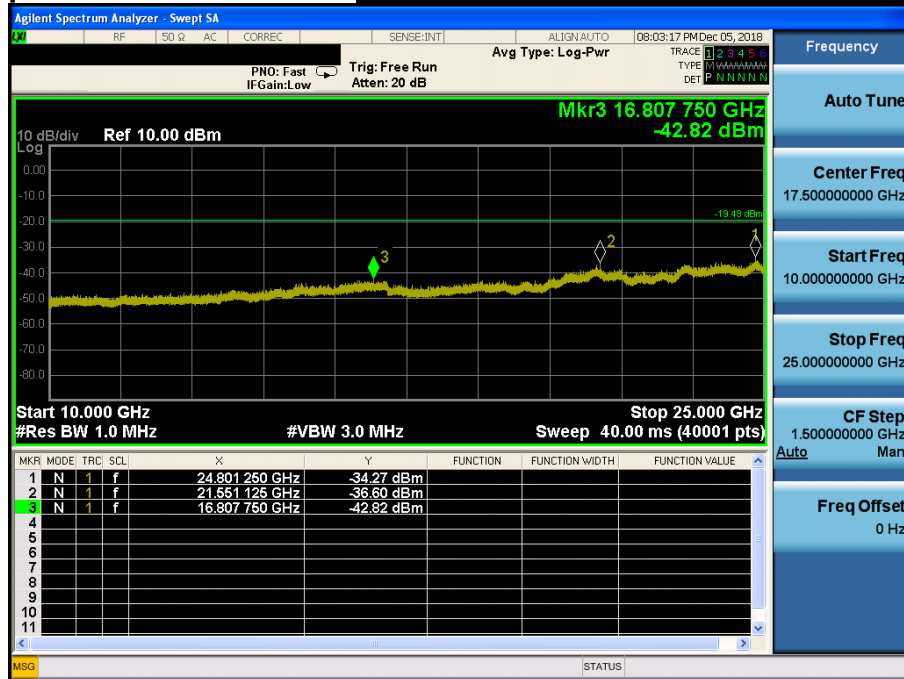 Agilent Spectrum Analyzer - Swept SA
LXI RF 50 Ω AC CORREC SENSE:INT ALIGN AUTO 08:03:17 PM Dec 05, 2018
PNO: Fast Trig: Free Run Avg Type: Log-Pwr TRACE 1 2 3 4 5 6
IFGain:Low Atten: 20 dB TYPE M WWWWW
DET P N N N N N
Mkr3 16.807 750 GHz
-42.82 dBm
10 dB/div Ref 10.00 dBm
Log
0.00
-10.0
-20.0
-19.48 dBm
-30.0
-40.0
-50.0
-60.0
-70.0
-80.0
3
2
1
Start 10.000 GHz Stop 25.000 GHz
#Res BW 1.0 MHz #VBW 3.0 MHz Sweep 40.00 ms (40001 pts)
MKR MODE TRC SCL X Y FUNCTION FUNCTION WIDTH FUNCTION VALUE
1 N 1 f 24.801 250 GHz -34.27 dBm
2 N 1 f 21.551 125 GHz -36.60 dBm
3 N 1 f 16.807 750 GHz -42.82 dBm
4
5
6
7
8
9
10
11
MSG STATUS
Frequency
Auto Tune
Center Freq
17.500000000 GHz
Start Freq
10.000000000 GHz
Stop Freq
25.000000000 GHz
CF Step
1.500000000 GHz
Auto Man
Freq Offset
0 Hz